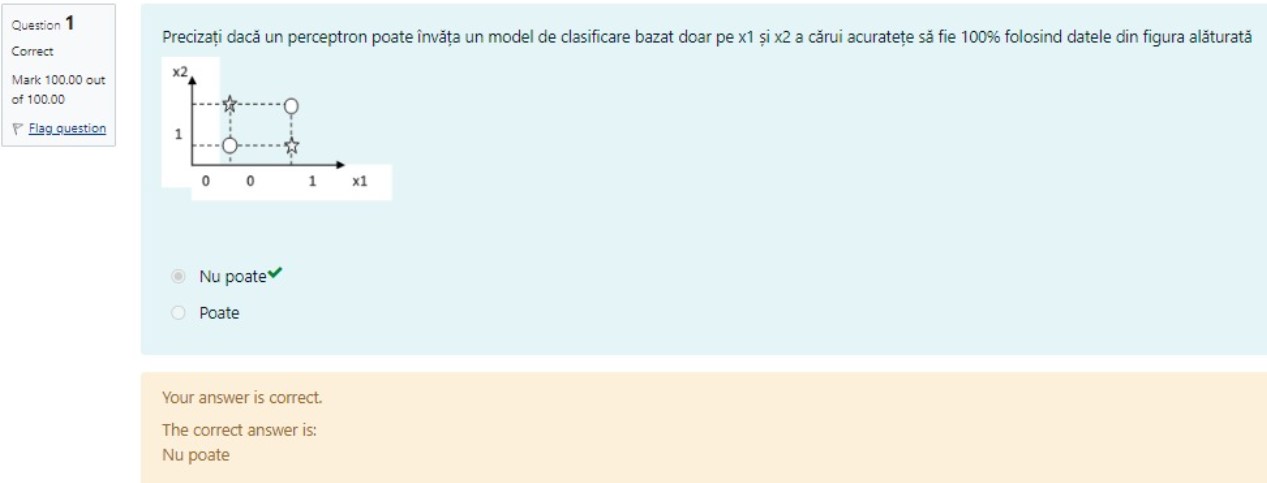 Question 1
Correct
Mark 100.00 out
of 100.00
Flag question
Precizați dacă un perceptron poate învăța un model de clasificare bazat doar pe x1 și x2 a cărui acuratețe să fie 100% folosind datele din figura alăturată
x2
1
0 0 1 x1
Nu poate
Poate
Your answer is correct.
The correct answer is:
Nu poate